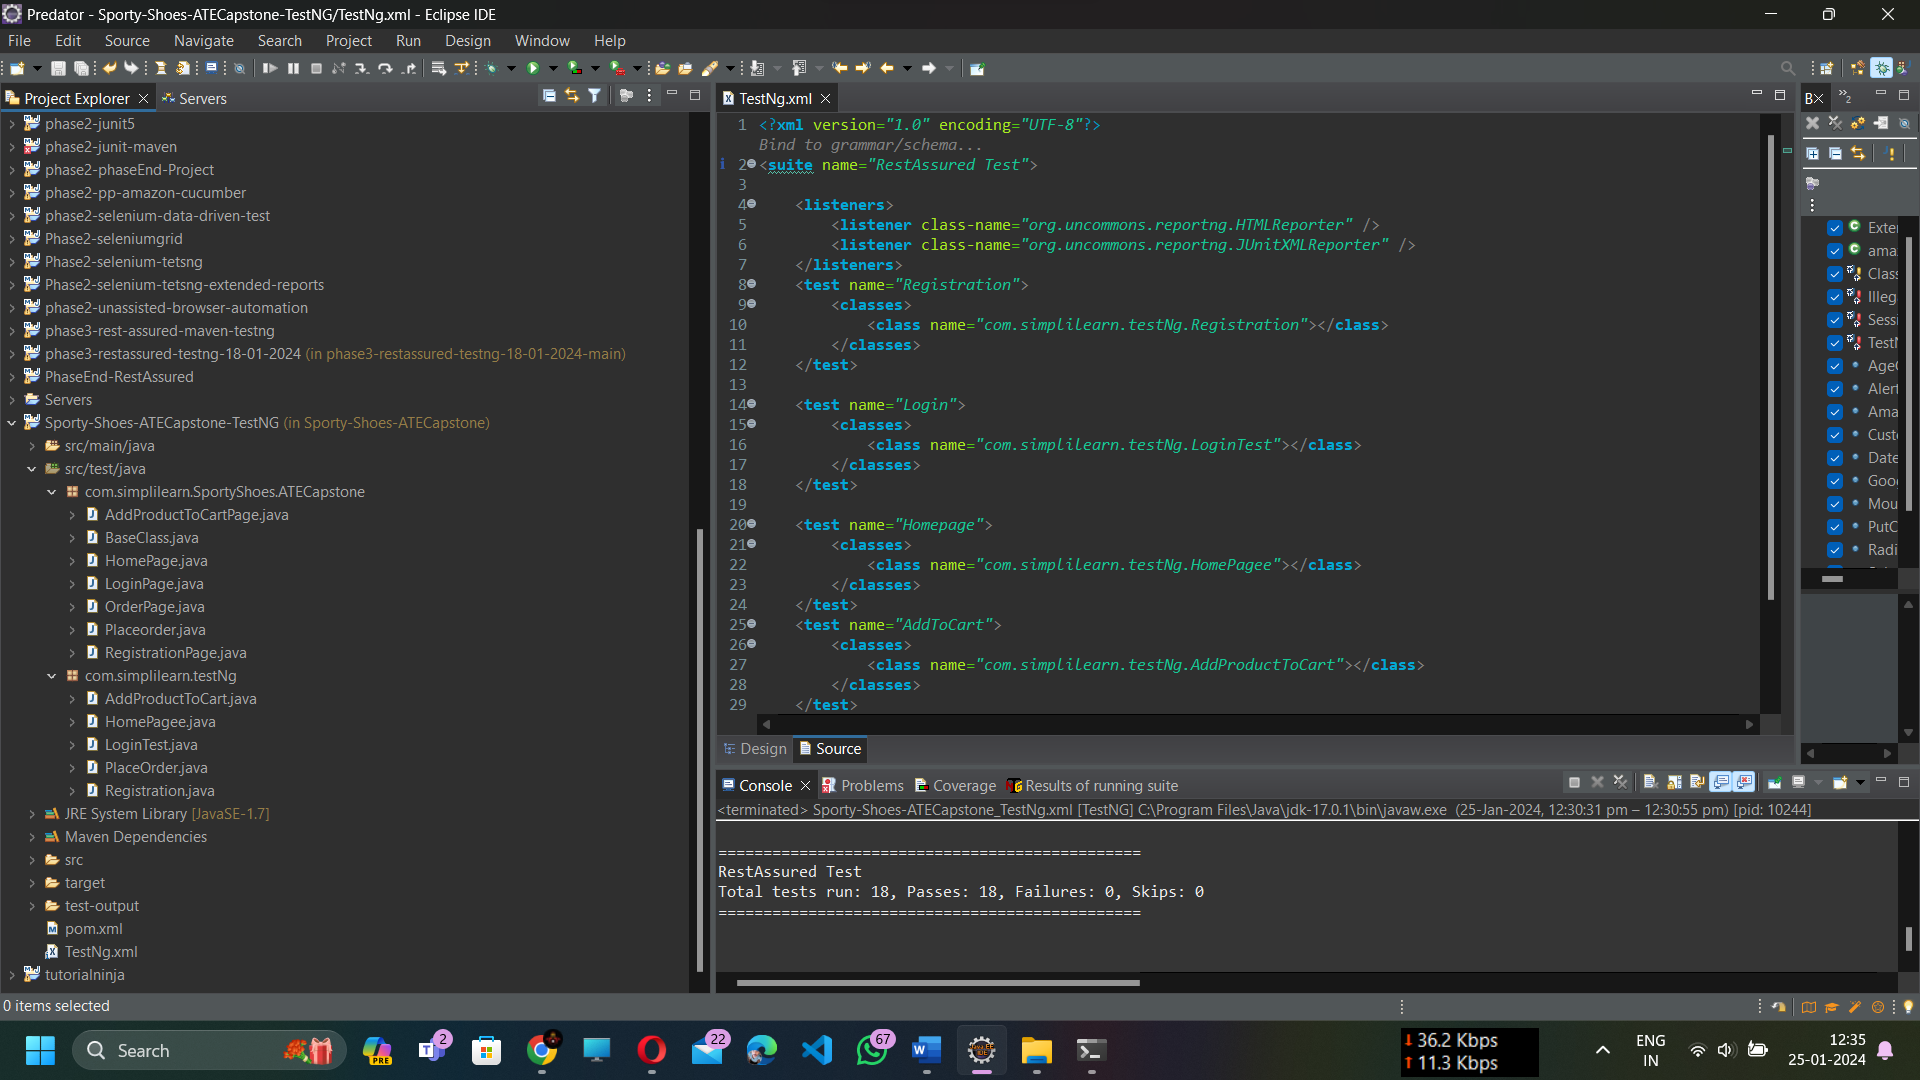 Predator - Sporty-Shoes-ATECapstone-TestNG/TestNg.xml - Eclipse IDE
File Edit Source Navigate Search Project Run Design Window Help
Project Explorer
Servers
phase2-junit5
phase2-junit-maven
phase2-phaseEnd-Project
phase2-pp-amazon-cucumber
phase2-selenium-data-driven-test
Phase2-seleniumgrid
Phase2-selenium-tetsng
Phase2-selenium-tetsng-extended-reports
phase2-unassisted-browser-automation
phase3-rest-assured-maven-testng
phase3-restassured-testng-18-01-2024 (in phase3-restassured-testng-18-01-2024-main)
PhaseEnd-RestAssured
Servers
Sporty-Shoes-ATECapstone-TestNG (in Sporty-Shoes-ATECapstone)
src/main/java
src/test/java
com.simplilearn.SportyShoes.ATECapstone
AddProductToCartPage.java
BaseClass.java
HomePage.java
LoginPage.java
OrderPage.java
Placeorder.java
RegistrationPage.java
com.simplilearn.testNg
AddProductToCart.java
HomePagee.java
LoginTest.java
PlaceOrder.java
Registration.java
JRE System Library [JavaSE-1.7]
Maven Dependencies
src
target
test-output
pom.xml
TestNg.xml
tutorialninja
0 items selected
TestNg.xml
1 <?xml version="1.0" encoding="UTF-8"?>
Bind to grammar/schema...
2 <suite name="RestAssured Test">
3
4 <listeners>
5 <listener class-name="org.uncommons.reportng.HTMLReporter" />
6 <listener class-name="org.uncommons.reportng.JUnitXMLReporter" />
7 </listeners>
8 <test name="Registration">
9 <classes>
10 <class name="com.simplilearn.testNg.Registration"></class>
11 </classes>
12 </test>
13
14 <test name="Login">
15 <classes>
16 <class name="com.simplilearn.testNg.LoginTest"></class>
17 </classes>
18 </test>
19
20 <test name="Homepage">
21 <classes>
22 <class name="com.simplilearn.testNg.HomePagee"></class>
23 </classes>
24 </test>
25 <test name="AddToCart">
26 <classes>
27 <class name="com.simplilearn.testNg.AddProductToCart"></class>
28 </classes>
29 </test>
Design Source
Console Problems Coverage Results of running suite
<terminated> Sporty-Shoes-ATECapstone_TestNg.xml [TestNG] C:\Program Files\Java\jdk-17.0.1\bin\javaw.exe (25-Jan-2024, 12:30:31 pm – 12:30:55 pm) [pid: 10244]
===============================================
RestAssured Test
Total tests run: 18, Passes: 18, Failures: 0, Skips: 0
===============================================
B
2
Exte
ama
Class
Illeg
Sessi
TestN
Age
Alert
Ama
Cust
Date
Goo
Mou
PutC
Radi
Search
PRE
2
22
67
36.2 Kbps
11.3 Kbps
ENG
IN
12:35
25-01-2024